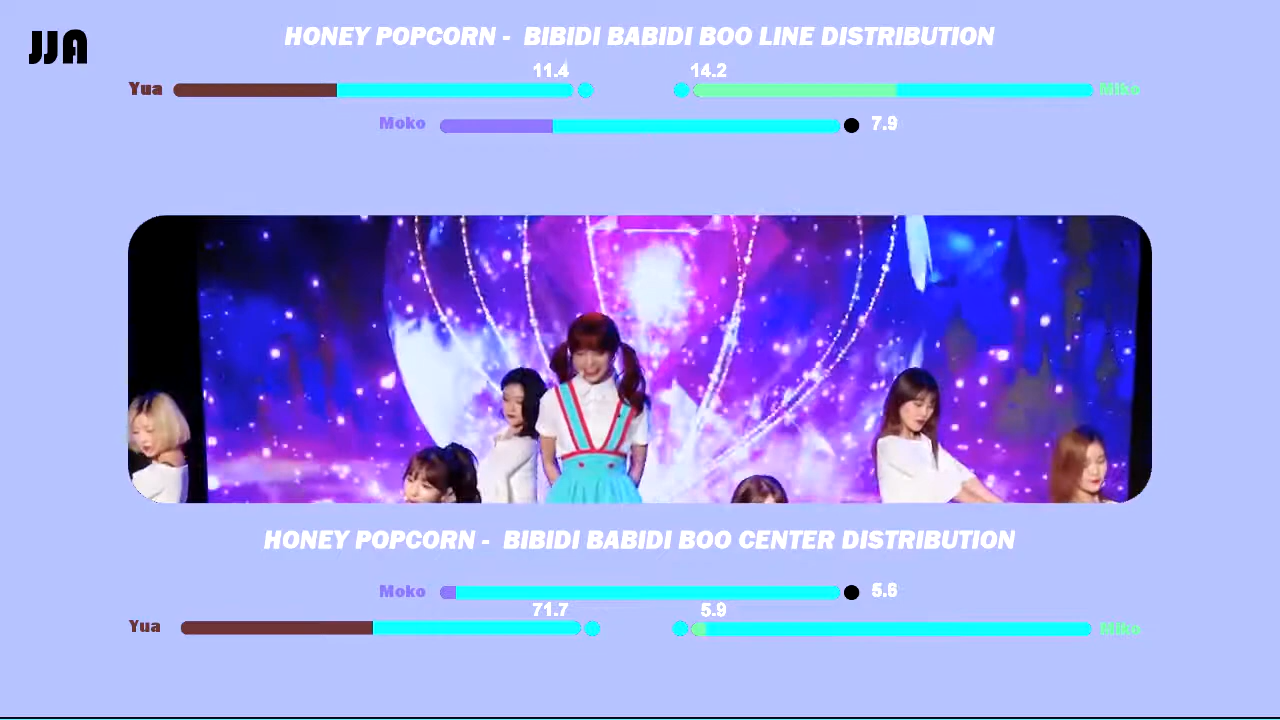 JJA
HONEY POPCORN - BIBIDI BABIDI BOO LINE DISTRIBUTION
11.4 14.2
Yua Miko
Moko 7.9
HONEY POPCORN - BIBIDI BABIDI BOO CENTER DISTRIBUTION
Moko 5.6
71.7 5.9
Yua Miko